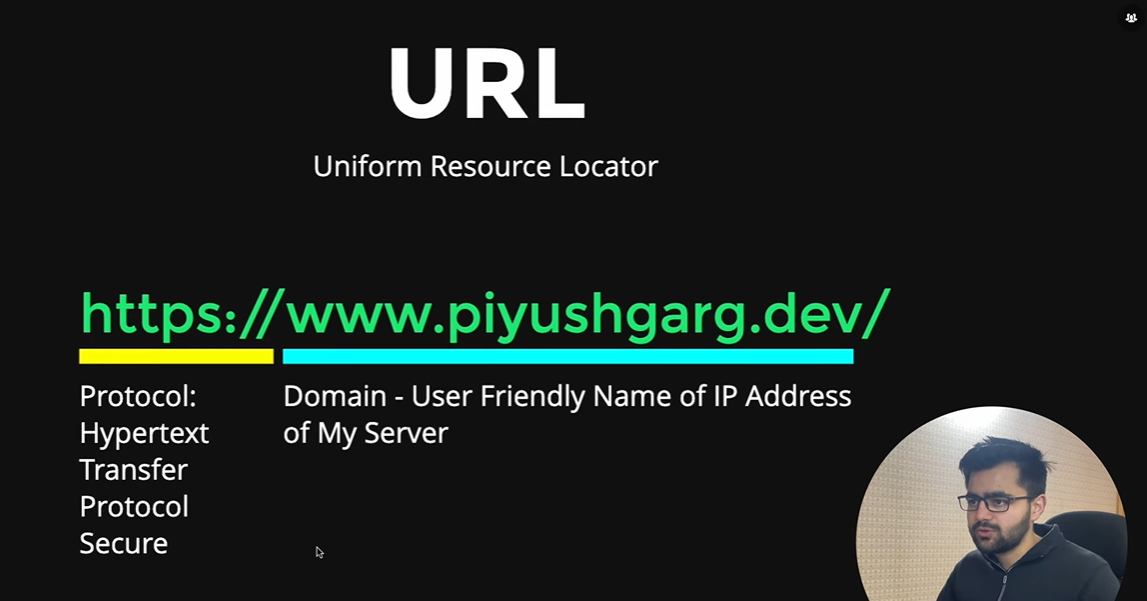 URL
Uniform Resource Locator
https://www.piyushgarg.dev/
Protocol:
Hypertext
Transfer
Protocol
Secure
Domain - User Friendly Name of IP Address
of My Server